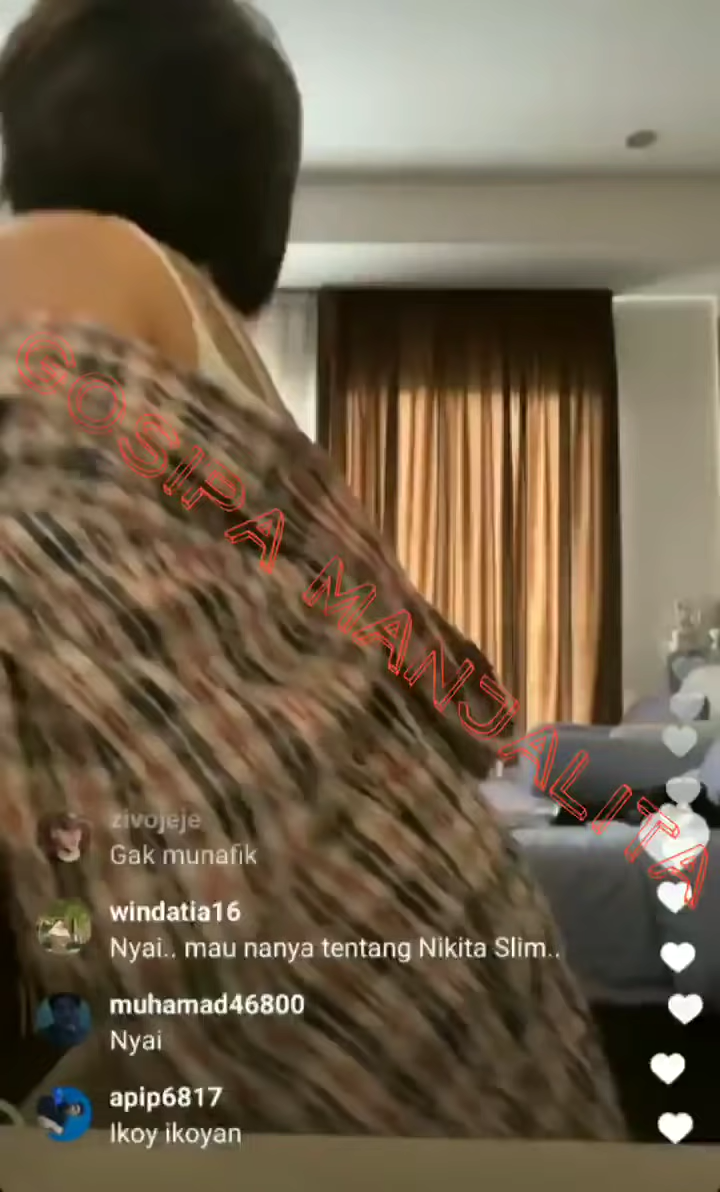 GOSIPA MANJALITA
zivojeje
Gak munafik
windatia16
Nyai.. mau nanya tentang Nikita Slim..
muhamad46800
Nyai
apip6817
Ikoy ikoyan